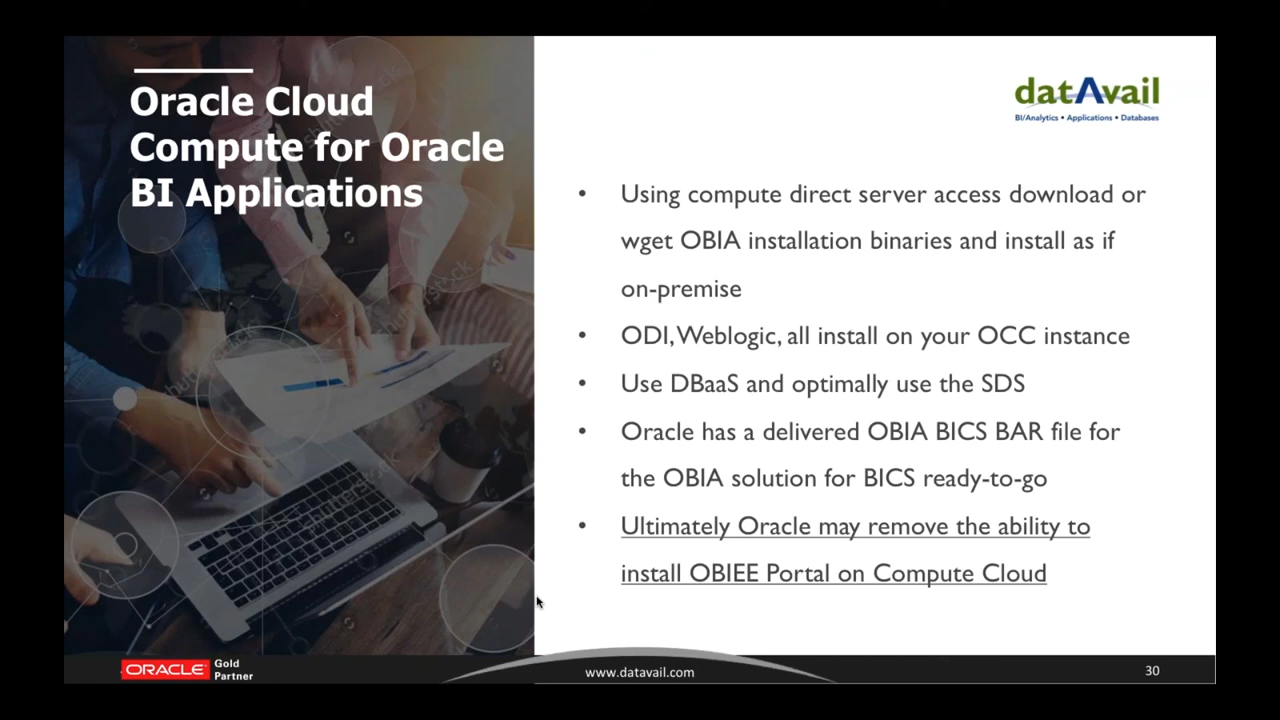 Oracle Cloud
Compute for Oracle
BI Applications
datAvail
BI/Analytics • Applications • Databases
• Using compute direct server access download or
wget OBIA installation binaries and install as if
on-premise
• ODI, Weblogic, all install on your OCC instance
• Use DBaaS and optimally use the SDS
• Oracle has a delivered OBIA BICS BAR file for
the OBIA solution for BICS ready-to-go
• Ultimately Oracle may remove the ability to
install OBIEE Portal on Compute Cloud
shutterstock
shutterstock
ORACLE Gold
Partner
www.datavail.com
30